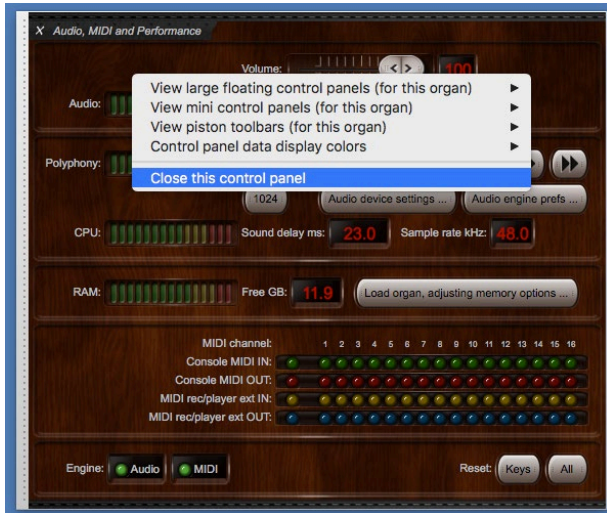 X Audio, MIDI and Performance
Volume: < > 100
View large floating control panels (for this organ)
Audio:
View mini control panels (for this organ)
View piston toolbars (for this organ)
Control panel data display colors
Polyphony:
Close this control panel
1024 Audio device settings ... Audio engine prefs ...
CPU: Sound delay ms: 23.0 Sample rate kHz: 48.0
RAM: Free GB: 11.9 Load organ, adjusting memory options ...
MIDI channel: 1 2 3 4 5 6 7 8 9 10 11 12 13 14 15 16
Console MIDI IN:
Console MIDI OUT:
MIDI rec/player ext IN:
MIDI rec/player ext OUT:
Engine: Audio MIDI Reset: Keys All